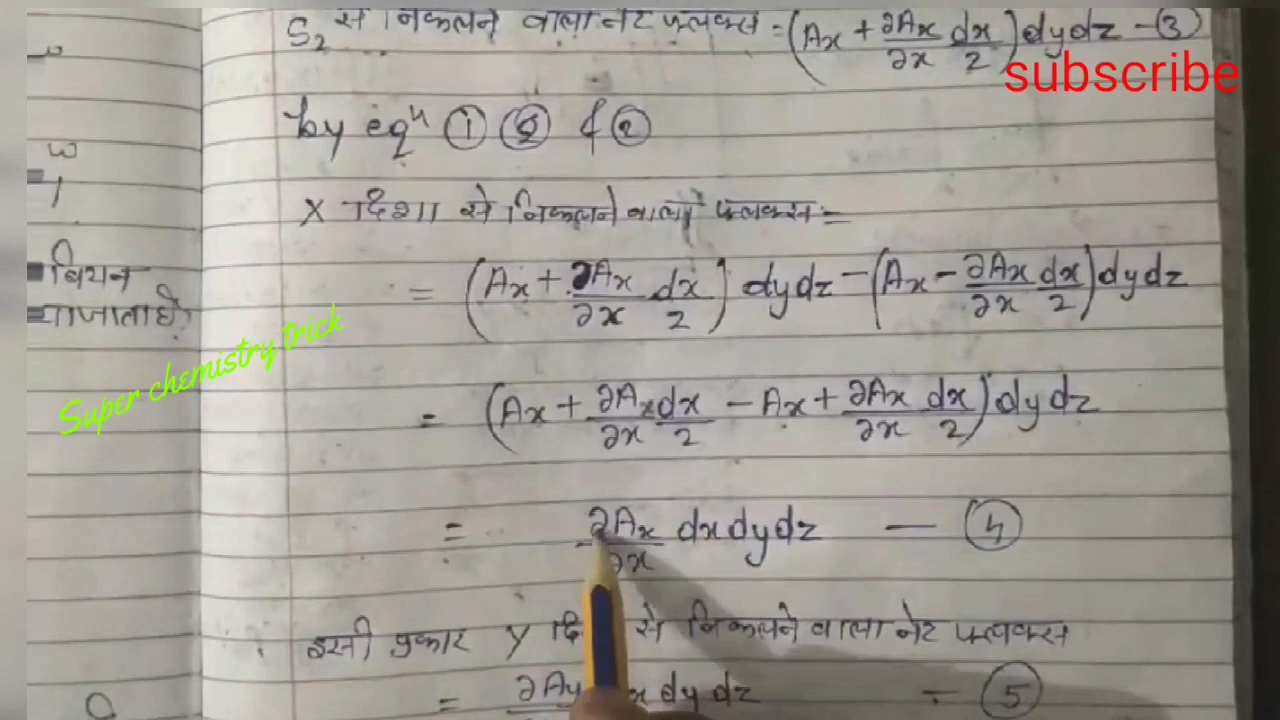 S₂ से निकलने वाला नेट फ्लक्स = (Ax + ∂Ax/∂x dx/2) dydz - ③
subscribe
by eqⁿ ① ② & ②
X दिशा से निकलने वाला फ्लक्स =
= (Ax + ∂Ax/∂x dx/2) dydz - (Ax - ∂Ax/∂x dx/2) dydz
बियन
पाजाता है?
Super chemistry trick
= (Ax + ∂Ax/∂x dx/2 - Ax + ∂Ax/∂x dx/2) dydz
= ∂Ax/∂x dxdydz — ④
इसी प्रकार y से निकलने वाला नेट फ्लक्स
= ∂Ay dy dz - ⑤